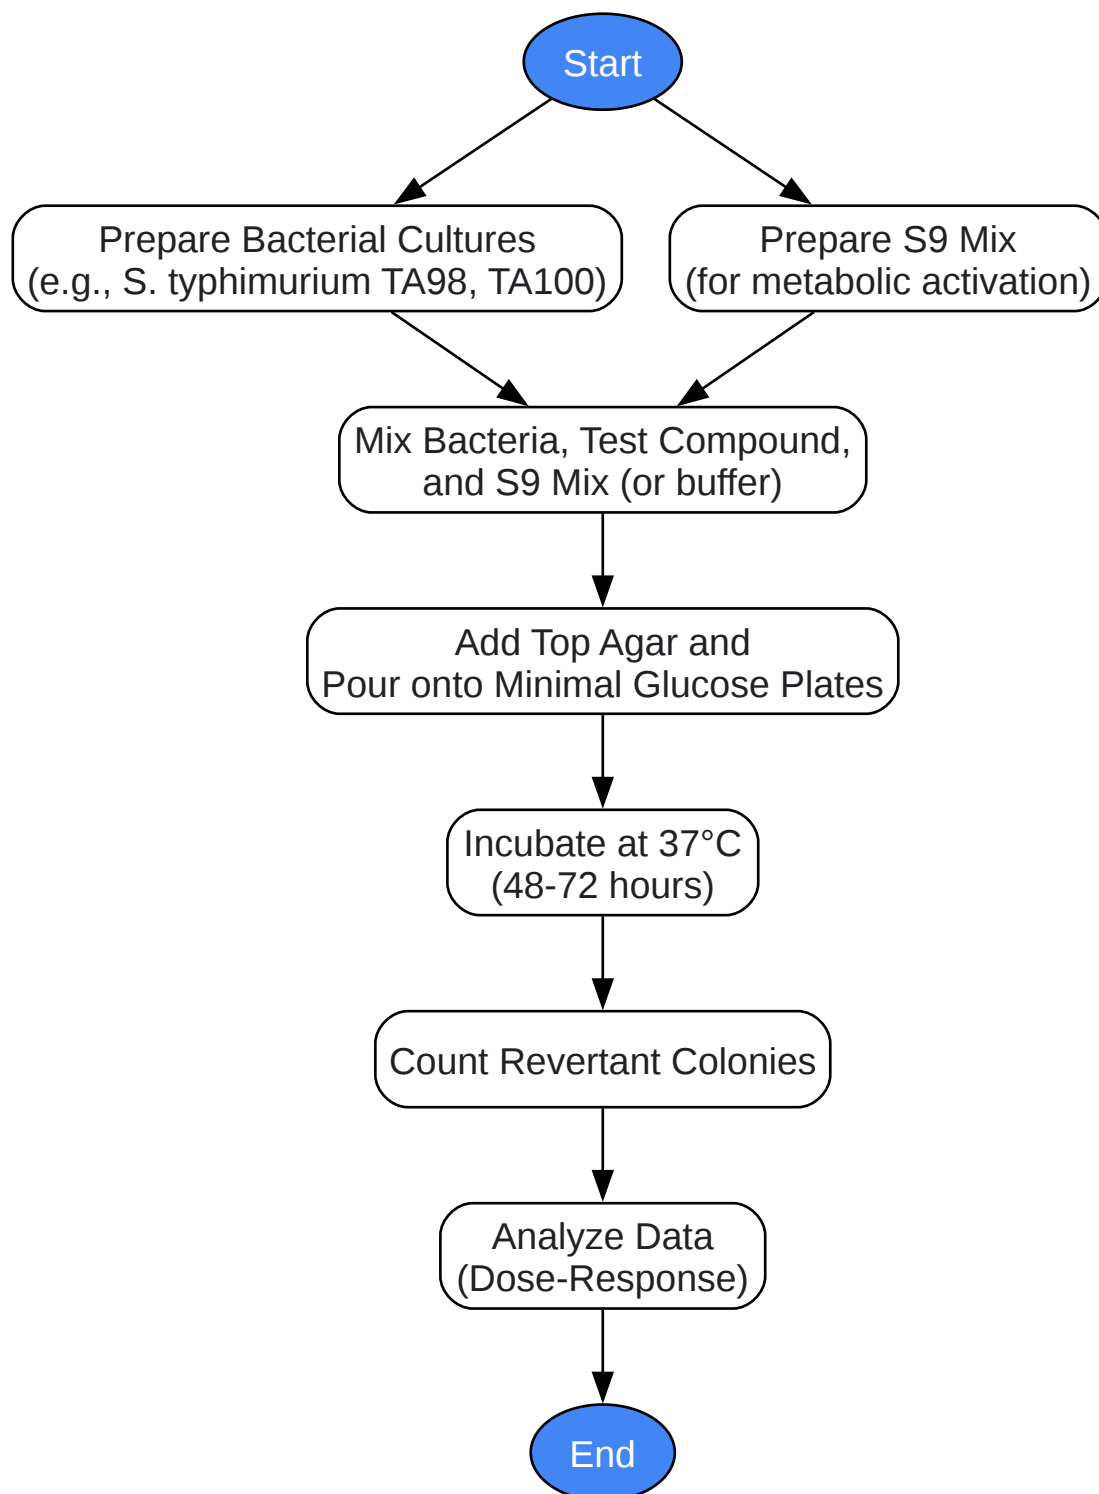 Start
Prepare Bacterial Cultures
(e.g., S. typhimurium TA98, TA100)
Prepare S9 Mix
(for metabolic activation)
Mix Bacteria, Test Compound,
and S9 Mix (or buffer)
Add Top Agar and
Pour onto Minimal Glucose Plates
Incubate at 37°C
(48-72 hours)
Count Revertant Colonies
Analyze Data
(Dose-Response)
End